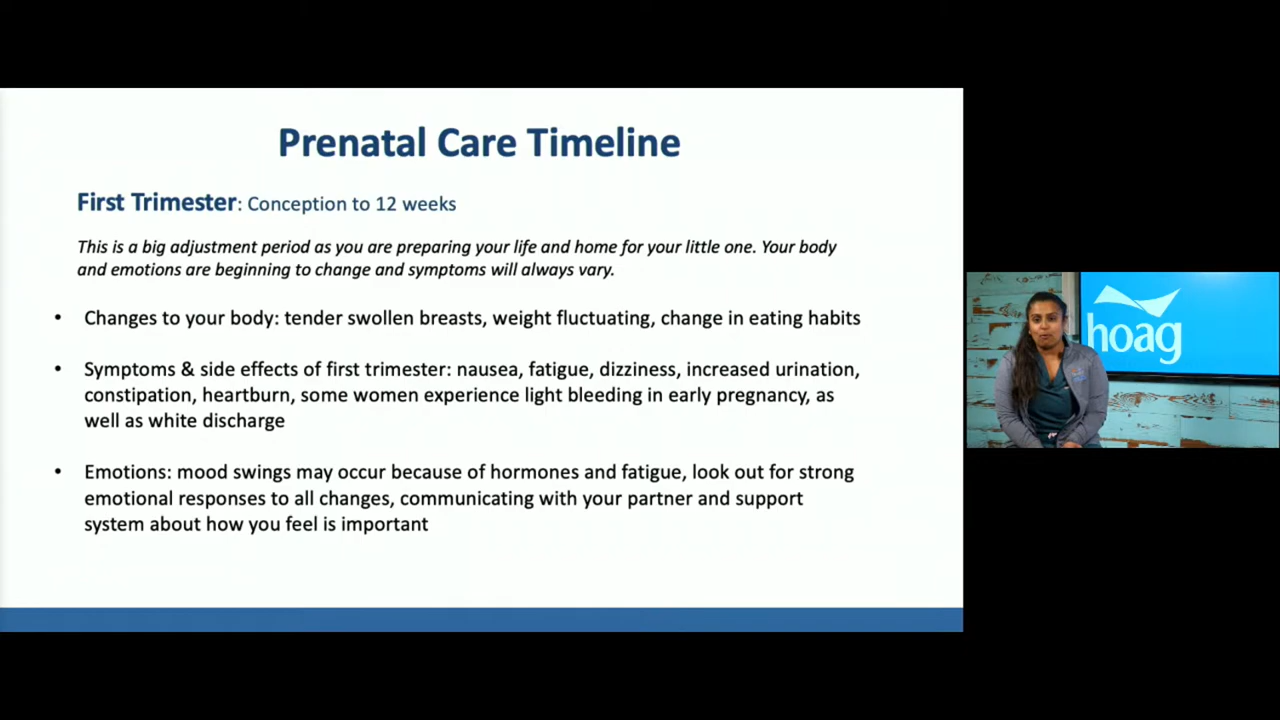 Prenatal Care Timeline
First Trimester: Conception to 12 weeks
This is a big adjustment period as you are preparing your life and home for your little one. Your body
and emotions are beginning to change and symptoms will always vary.
• Changes to your body: tender swollen breasts, weight fluctuating, change in eating habits
• Symptoms & side effects of first trimester: nausea, fatigue, dizziness, increased urination,
constipation, heartburn, some women experience light bleeding in early pregnancy, as
well as white discharge
• Emotions: mood swings may occur because of hormones and fatigue, look out for strong
emotional responses to all changes, communicating with your partner and support
system about how you feel is important
hoag